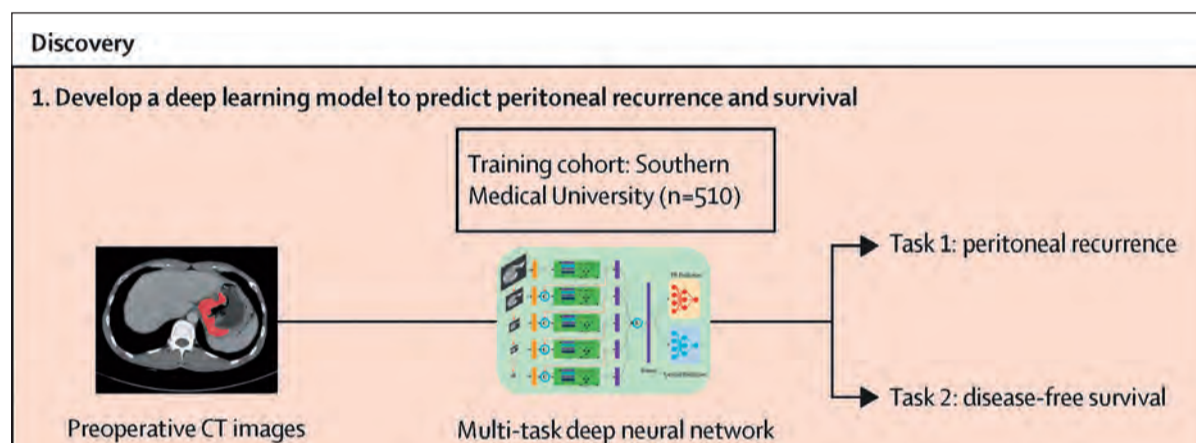 Discovery
1. Develop a deep learning model to predict peritoneal recurrence and survival
Training cohort: Southern
Medical University (n=510)
Task 1: peritoneal recurrence
Task 2: disease-free survival
Preoperative CT images
Multi-task deep neural network